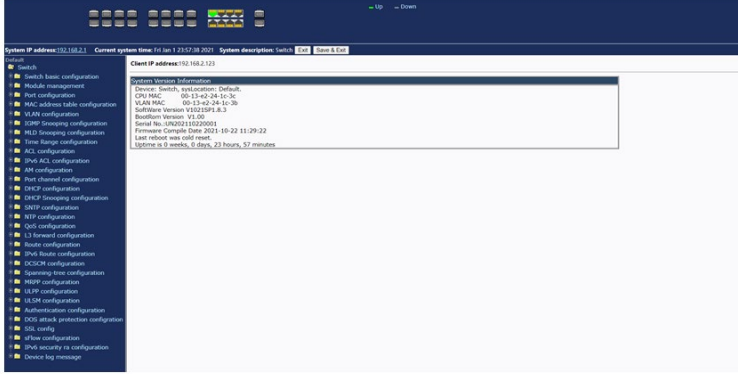 Up Down
System IP address:192.168.2.1 Current system time: Fri Jan 1 23:57:38 2021 System description: Switch Exit Save & Exit
Default
Switch
Switch basic configuration
Module management
Port configuration
MAC address table configuration
VLAN configuration
IGMP Snooping configuration
MLD Snooping configuration
Time Range configuration
ACL configuration
IPv6 ACL configuration
AM configuration
Port channel configuration
DHCP configuration
DHCP Snooping configuration
SNTP configuration
NTP configuration
QoS configuration
L3 forward configuration
Route configuration
IPv6 Route configuration
DCSCM configuration
Spanning-tree configuration
MRPP configuration
ULPP configuration
ULSM configuration
Authentication configuration
DOS attack protection configration
SSL config
sFlow configuration
IPv6 security ra configuration
Device log message
Client IP address:192.168.2.123
System Version Information
Device: Switch, sysLocation: Default.
CPU MAC 00-13-e2-24-1c-3c
VLAN MAC 00-13-e2-24-1c-3b
SoftWare Version V1021SP1.8.3
BootRom Version V1.00
Serial No.:UN202110220001
Firmware Compile Date 2021-10-22 11:29:22
Last reboot was cold reset.
Uptime is 0 weeks, 0 days, 23 hours, 57 minutes